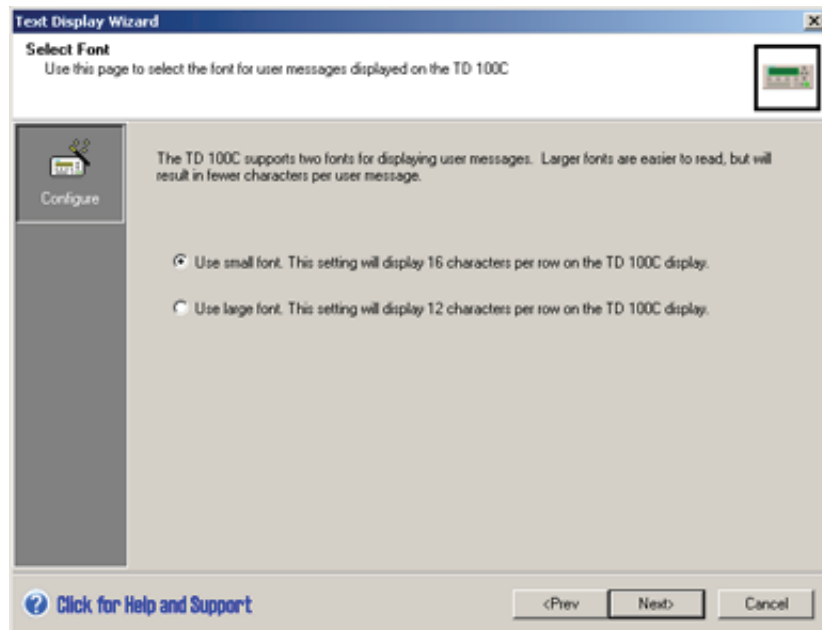 Text Display Wizard
Select Font
Use this page to select the font for user messages displayed on the TD 100C
Configure
The TD 100C supports two fonts for displaying user messages. Larger fonts are easier to read, but will
result in fewer characters per user message.
Use small font. This setting will display 16 characters per row on the TD 100C display.
Use large font. This setting will display 12 characters per row on the TD 100C display.
Click for Help and Support
<Prev
Next>
Cancel